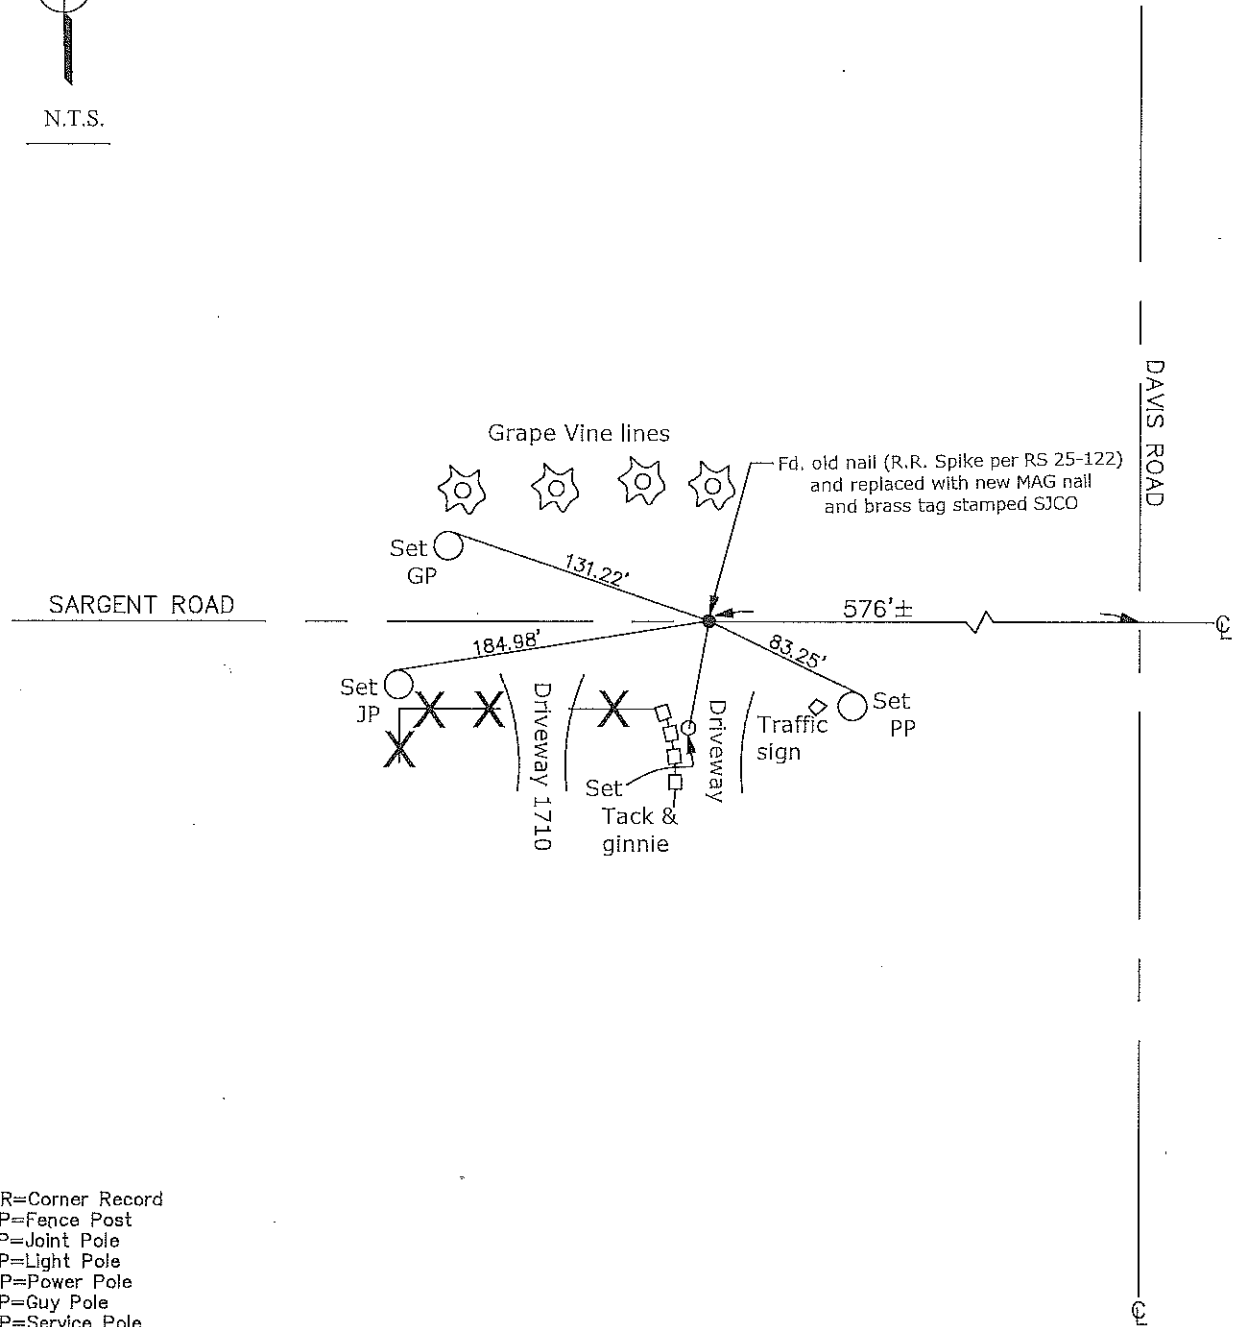 N.T.S.
DAVIS ROAD
Grape Vine lines
Fd. old nail (R.R. Spike per RS 25-122)
and replaced with new MAG nail
and brass tag stamped SJCO
Set
GP
131.22'
SARGENT ROAD
576'±
℄
184.98'
83.25'
Set
JP
Driveway 1710
Driveway
Traffic
sign
Set
PP
Set
Tack &
ginnie
R=Corner Record
P=Fence Post
P=Joint Pole
P=Light Pole
P=Power Pole
P=Guy Pole
P=Service Pole
℄